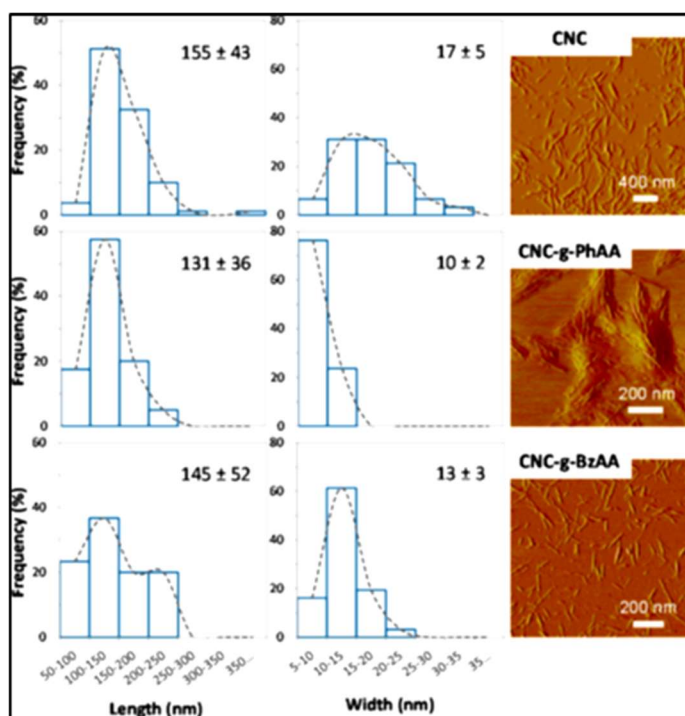 Frequency (%)
60
40
20
0
155 ± 43
80
60
40
20
0
17 ± 5
CNC
400 nm
Frequency (%)
60
40
20
0
131 ± 36
80
60
40
20
0
10 ± 2
CNC-g-PhAA
200 nm
Frequency (%)
60
40
20
0
145 ± 52
80
60
40
20
0
13 ± 3
CNC-g-BzAA
200 nm
50-100
100-150
150-200
200-250
250-300
300-350
350...
Length (nm)
5-10
10-15
15-20
20-25
25-30
30-35
35...
Width (nm)